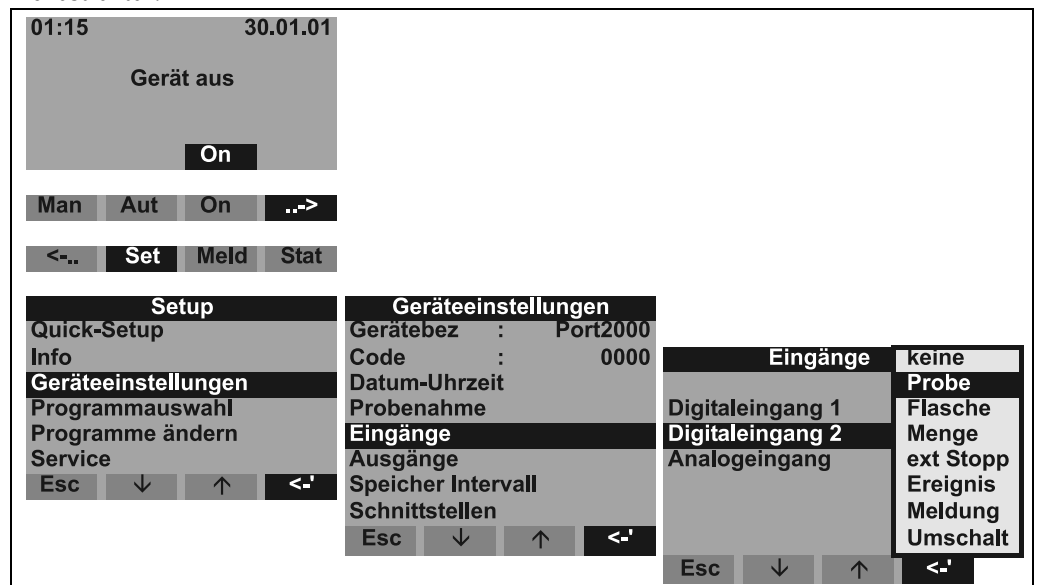 01:15 30.01.01
Gerät aus
On
Man Aut On ..->
<-.. Set Meld Stat
Setup
Quick-Setup
Info
Geräteeinstellungen
Programmauswahl
Programme ändern
Service
Esc ↓ ↑ <-'
Geräteeinstellungen
Gerätebez : Port2000
Code : 0000
Datum-Uhrzeit
Probenahme
Eingänge
Ausgänge
Speicher Intervall
Schnittstellen
Esc ↓ ↑ <-'
Eingänge
Digitaleingang 1
Digitaleingang 2
Analogeingang
keine
Probe
Flasche
Menge
ext Stopp
Ereignis
Meldung
Umschalt
Esc ↓ ↑ <-'